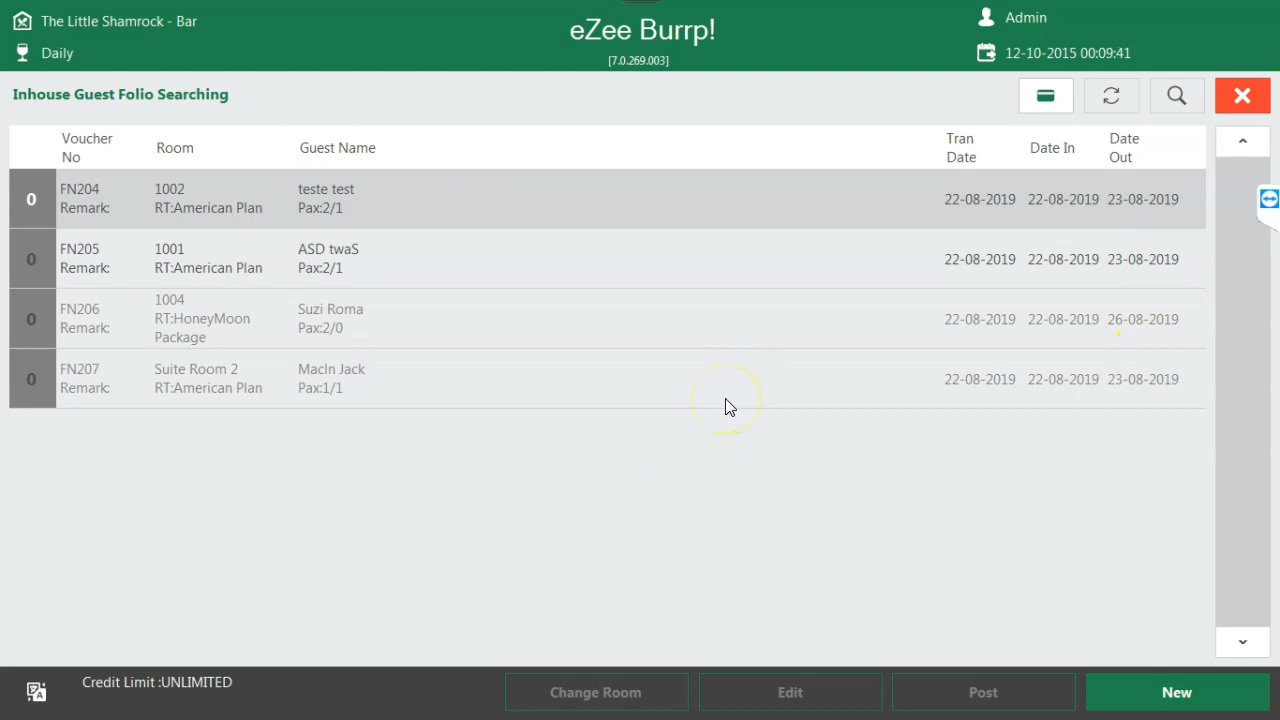 The Little Shamrock - Bar
Daily
eZee Burrp!
[7.0.269.003]
Admin
12-10-2015 00:09:41
Inhouse Guest Folio Searching
Voucher No Room Guest Name Tran Date Date In Date Out
0 FN204 1002 teste test 22-08-2019 22-08-2019 23-08-2019
Remark: RT:American Plan Pax:2/1
0 FN205 1001 ASD twaS 22-08-2019 22-08-2019 23-08-2019
Remark: RT:American Plan Pax:2/1
0 FN206 1004 Suzi Roma 22-08-2019 22-08-2019 26-08-2019
Remark: RT:HoneyMoon Package Pax:2/0
0 FN207 Suite Room 2 MacIn Jack 22-08-2019 22-08-2019 23-08-2019
Remark: RT:American Plan Pax:1/1
Credit Limit :UNLIMITED
Change Room Edit Post New